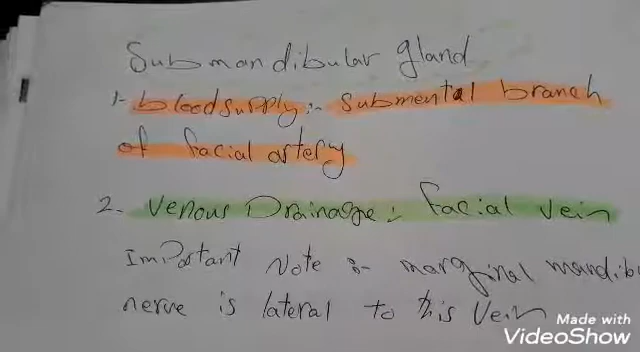 Submandibular gland
1- bloodsupply:- submental branch
of facial artery
2- Venous Drainage: facial vein
Important Note :- marginal mandibu
nerve is lateral to this vein
Made with
VideoShow